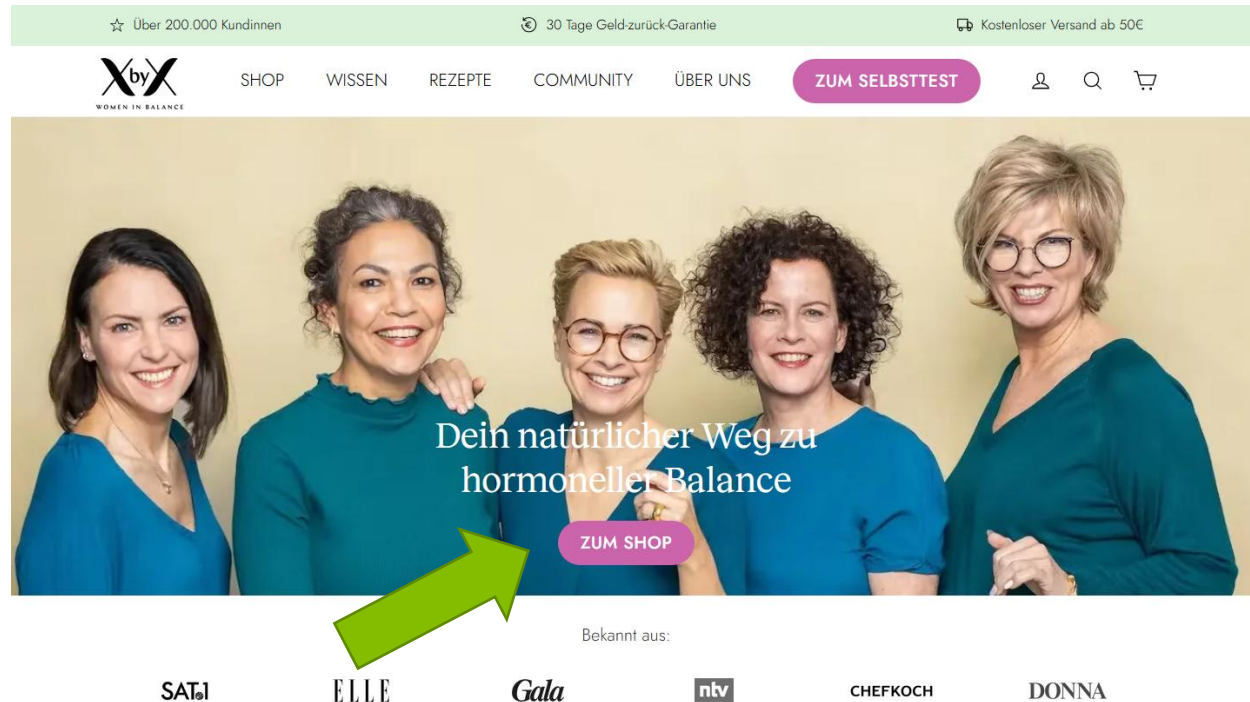 Über 200.000 Kundinnen
30 Tage Geld-zurück-Garantie
Kostenloser Versand ab 50€
XbyX
WOMEN IN BALANCE
SHOP
WISSEN
REZEPTE
COMMUNITY
ÜBER UNS
ZUM SELBSTTEST
Dein natürlicher Weg zu
hormoneller Balance
ZUM SHOP
Bekannt aus:
SAT.1
ELLE
Gala
ntv
CHEFKOCH
DONNA